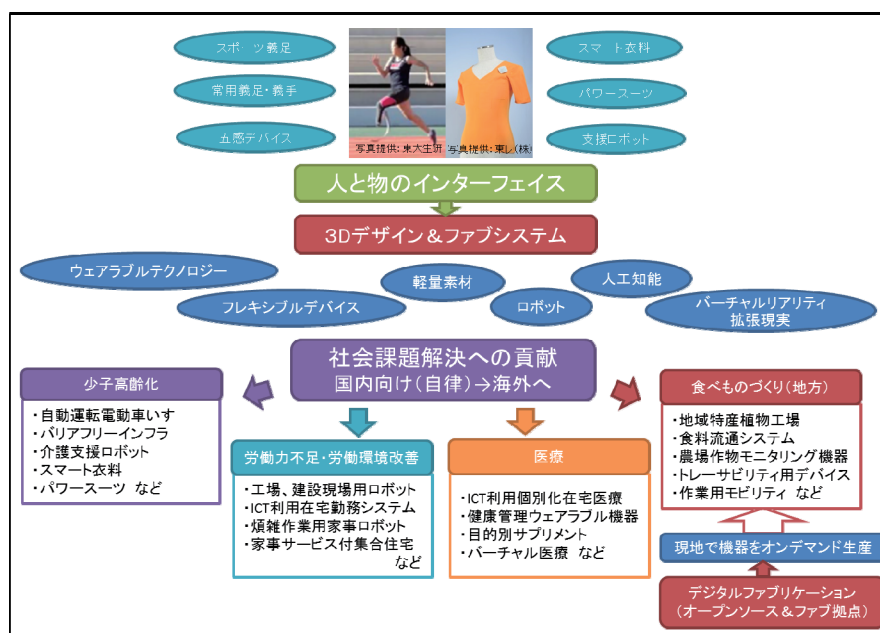 スポーツ義足
スマート衣料
常用義足・義手
パワースーツ
五感デバイス
支援ロボット
写真提供：東大生研
写真提供：東レ（株）
人と物のインターフェイス
3Dデザイン＆ファブシステム
ウェアラブルテクノロジー
軽量素材
人工知能
フレキシブルデバイス
ロボット
バーチャルリアリティ
拡張現実
社会課題解決への貢献
国内向け（自律）→海外へ
少子高齢化
・自動運転電動車いす
・バリアフリーインフラ
・介護支援ロボット
・スマート衣料
・パワースーツ など
労働力不足・労働環境改善
・工場、建設現場用ロボット
・ICT利用在宅勤務システム
・煩雑作業用家事ロボット
・家事サービス付集合住宅
など
医療
・ICT利用個別化在宅医療
・健康管理ウェアラブル機器
・目的別サプリメント
・バーチャル医療 など
食べものづくり（地方）
・地域特産植物工場
・食料流通システム
・農場作物モニタリング機器
・トレーサビリティ用デバイス
・作業用モビリティ など
現地で機器をオンデマンド生産
デジタルファブリケーション
（オープンソース＆ファブ拠点）